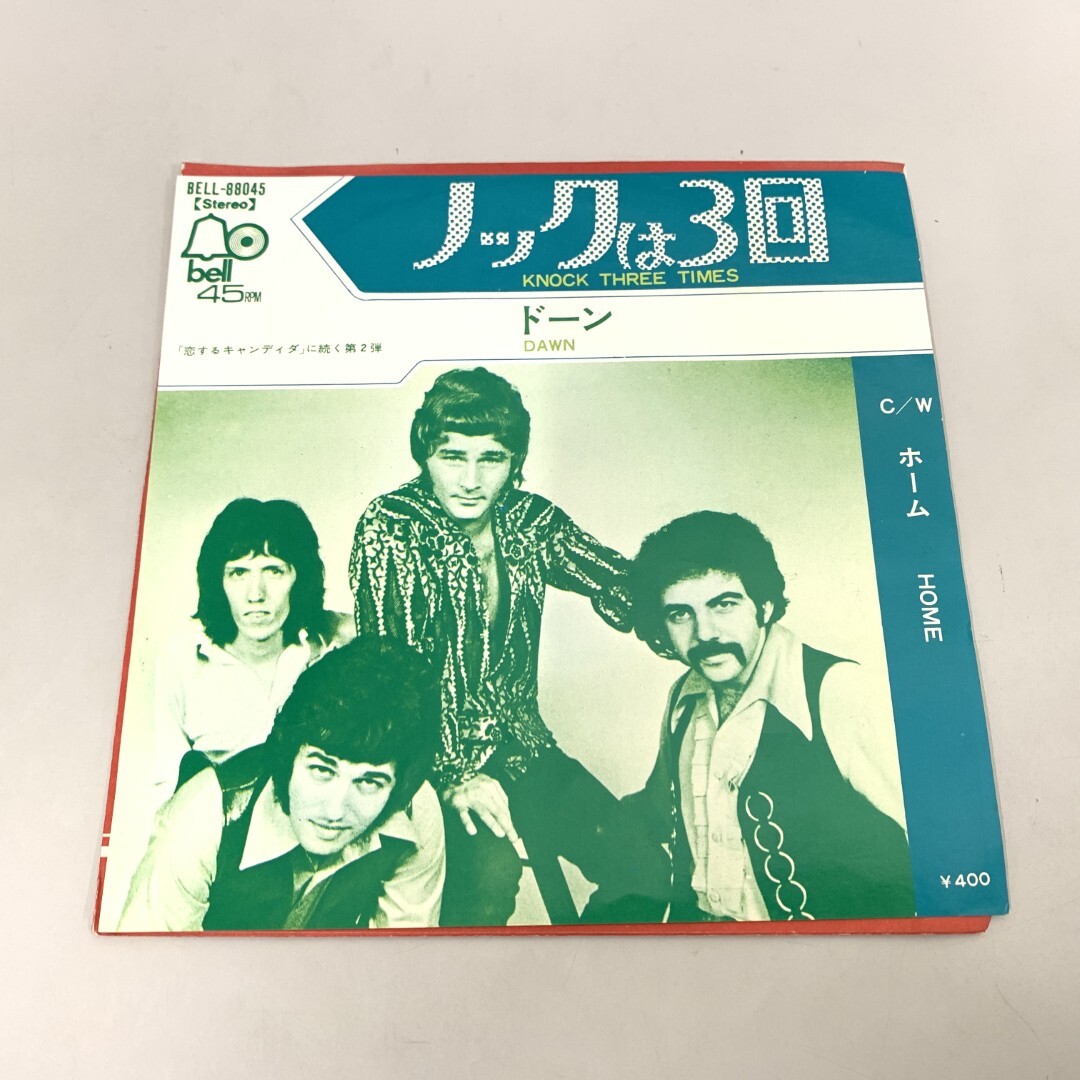 BELL-88045
【Stereo】
bell
45RPM
ノックは3回
KNOCK THREE TIMES
ドーン
DAWN
「恋するキャンディダ」に続く第2弾
C/W
ホーム HOME
¥400